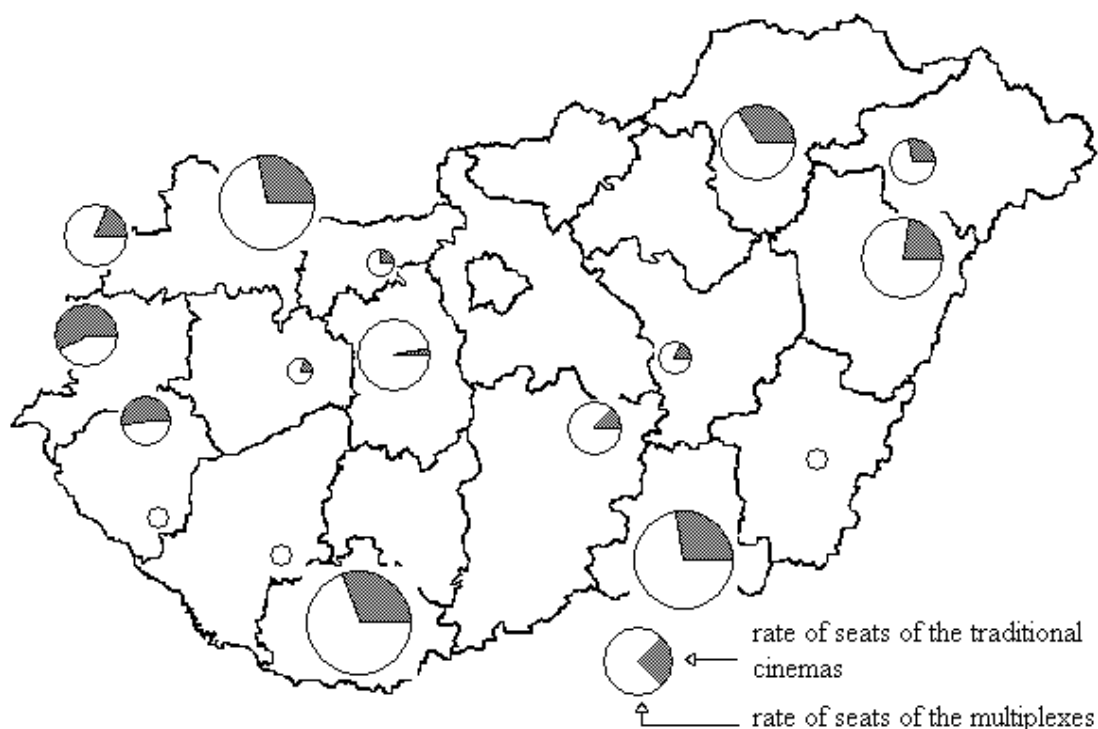 rate of seats of the traditional
cinemas
rate of seats of the multiplexes